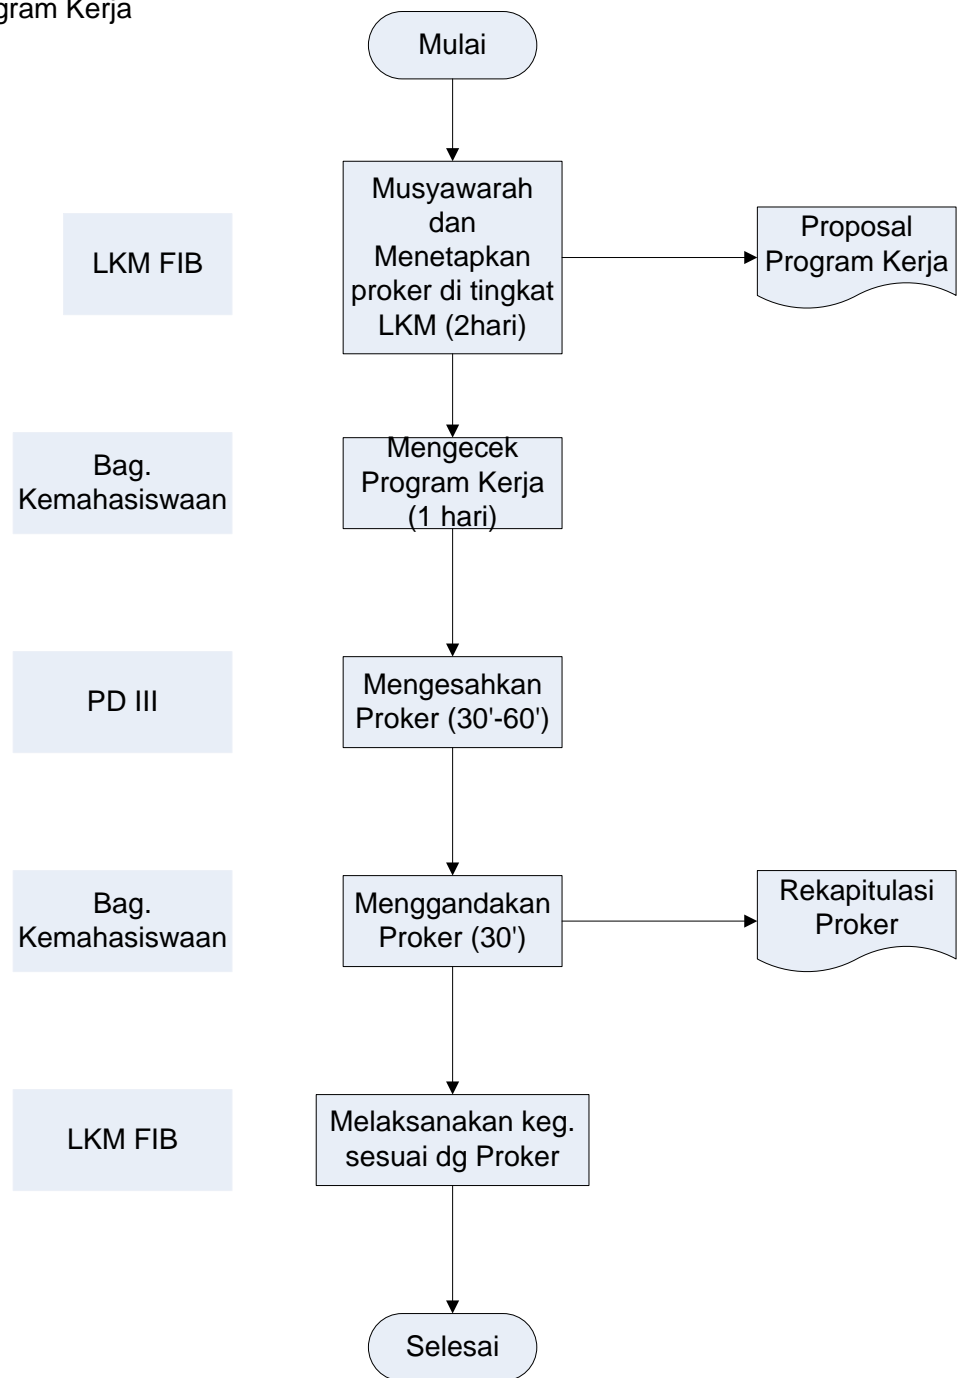 gram Kerja
Mulai
LKM FIB
Musyawarah
dan
Menetapkan
proker di tingkat
LKM (2hari)
Proposal
Program Kerja
Bag.
Kemahasiswaan
Mengecek
Program Kerja
(1 hari)
PD III
Mengesahkan
Proker (30'-60')
Bag.
Kemahasiswaan
Menggandakan
Proker (30')
Rekapitulasi
Proker
LKM FIB
Melaksanakan keg.
sesuai dg Proker
Selesai